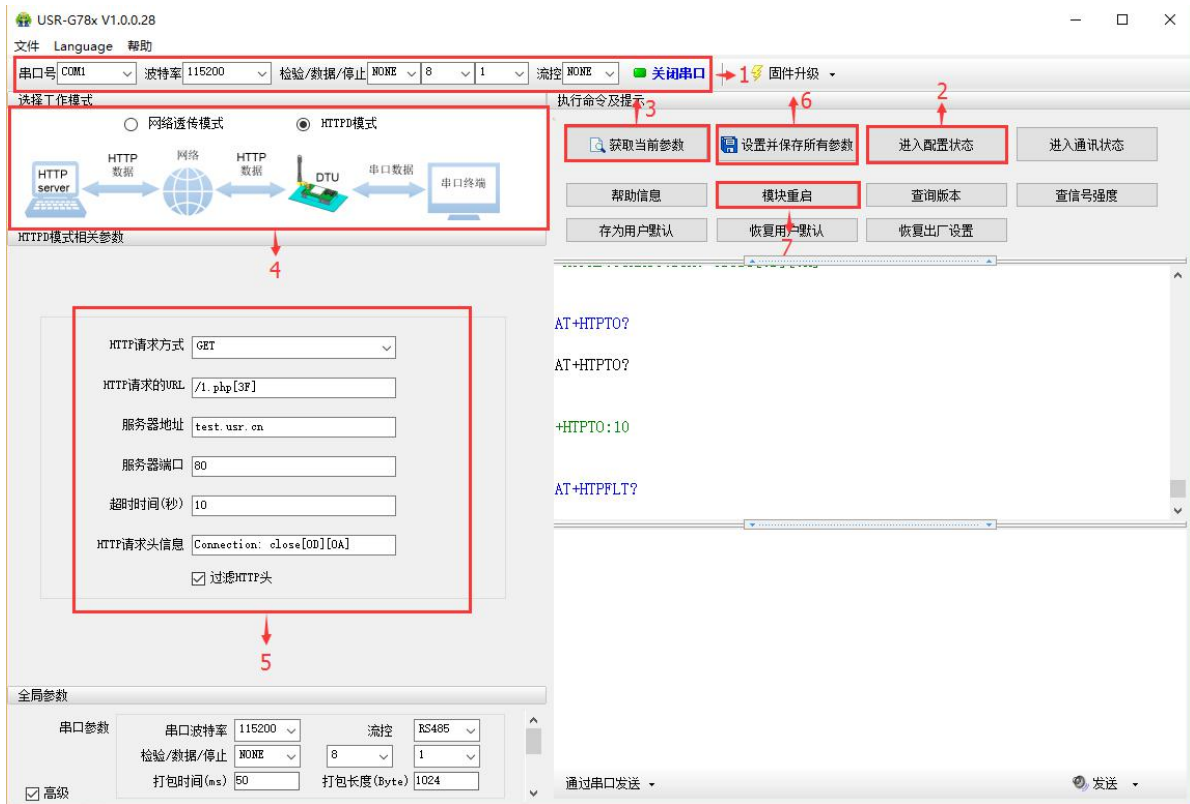 USR-G78x V1.0.0.28
文件 Language 帮助
串口号 COM1 波特率 115200 检验/数据/停止 NONE 8 1 流控 NONE 关闭串口 1 固件升级
选择工作模式
网络透传模式 HTTPD模式
HTTP server
HTTP 数据
网络
HTTP 数据
DTU
串口数据
串口终端
4
HTTPD模式相关参数
HTTP请求方式 GET
HTTP请求的URL /1.php[3F]
服务器地址 test.usr.cn
服务器端口 80
超时时间(秒) 10
HTTP请求头信息 Connection: close[0D][0A]
过滤HTTP头
5
全局参数
串口参数 串口波特率 115200 流控 RS485
检验/数据/停止 NONE 8 1
打包时间(ms) 50 打包长度(Byte) 1024
高级
执行命令及提示
3 6 2
获取当前参数 设置并保存所有参数 进入配置状态 进入通讯状态
帮助信息 模块重启 查询版本 查信号强度
存为用户默认 恢复用户默认 恢复出厂设置
7
AT+HTPTO?
AT+HTPTO?
+HTPTO:10
AT+HTPFLT?
通过串口发送 发送